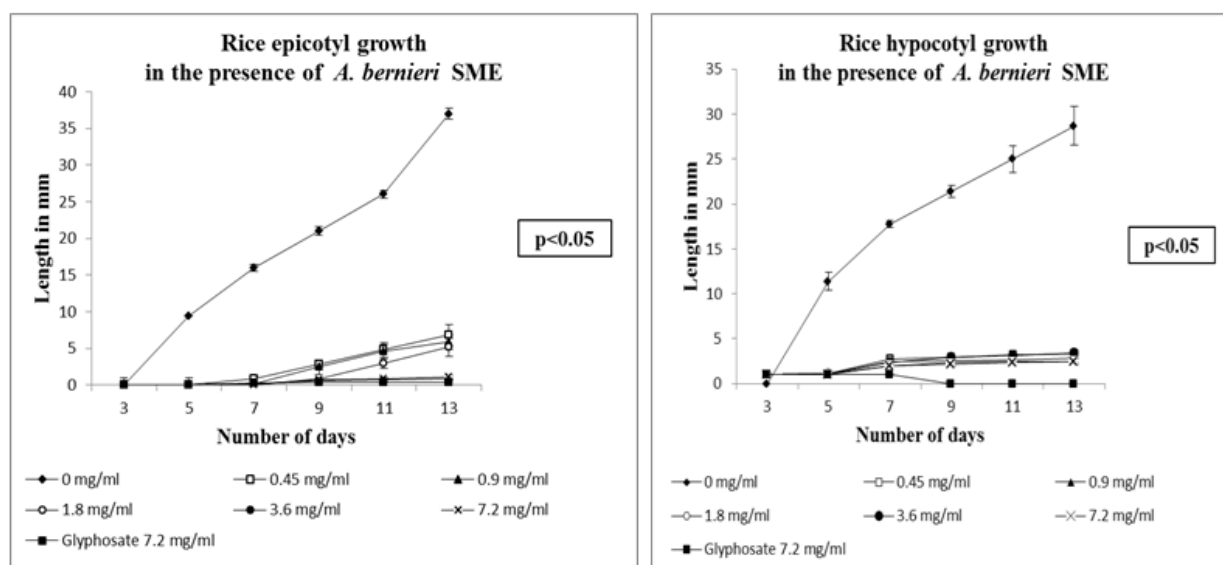 Rice epicotyl growth
in the presence of A. bernieri SME
40
35
30
25
20
15
10
5
0
Length in mm
p<0.05
3 5 7 9 11 13
Number of days
0 mg/ml 0.45 mg/ml 0.9 mg/ml
1.8 mg/ml 3.6 mg/ml 7.2 mg/ml
Glyphosate 7.2 mg/ml
Rice hypocotyl growth
in the presence of A. bernieri SME
35
30
25
20
15
10
5
0
Length in mm
p<0.05
3 5 7 9 11 13
Number of days
0 mg/ml 0.45 mg/ml 0.9 mg/ml
1.8 mg/ml 3.6 mg/ml 7.2 mg/ml
Glyphosate 7.2 mg/ml